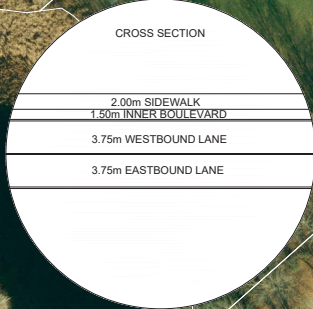 CROSS SECTION
2.00m SIDEWALK
1.50m INNER BOULEVARD
3.75m WESTBOUND LANE
3.75m EASTBOUND LANE